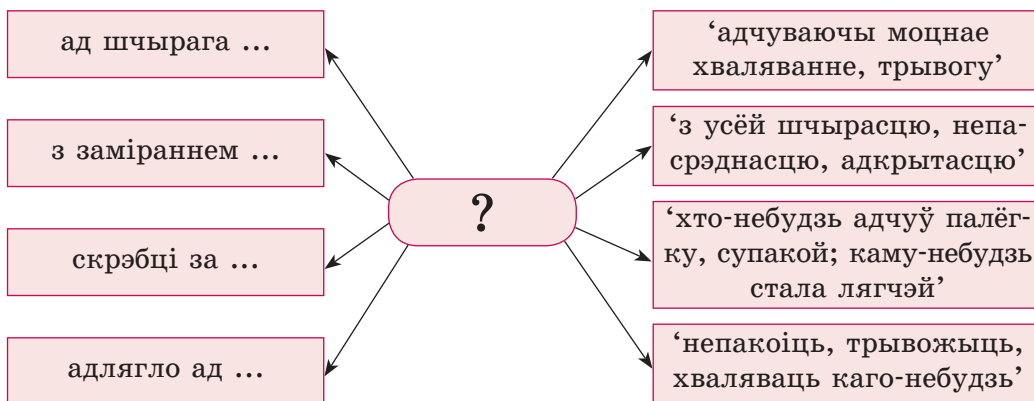 ад шчырага ...
з заміраннем ...
скрэбці за ...
адлягло ад ...
?
‘адчуваючы моцнае
хваляванне, трывогу’
‘з усёй шчырасцю, непа-
срэднасцю, адкрытасцю’
‘хто-небудзь адчуў палёг-
ку, супакой; каму-небудзь
стала лягчэй’
‘непакоіць, трывожыць,
хваляваць каго-небудзь’